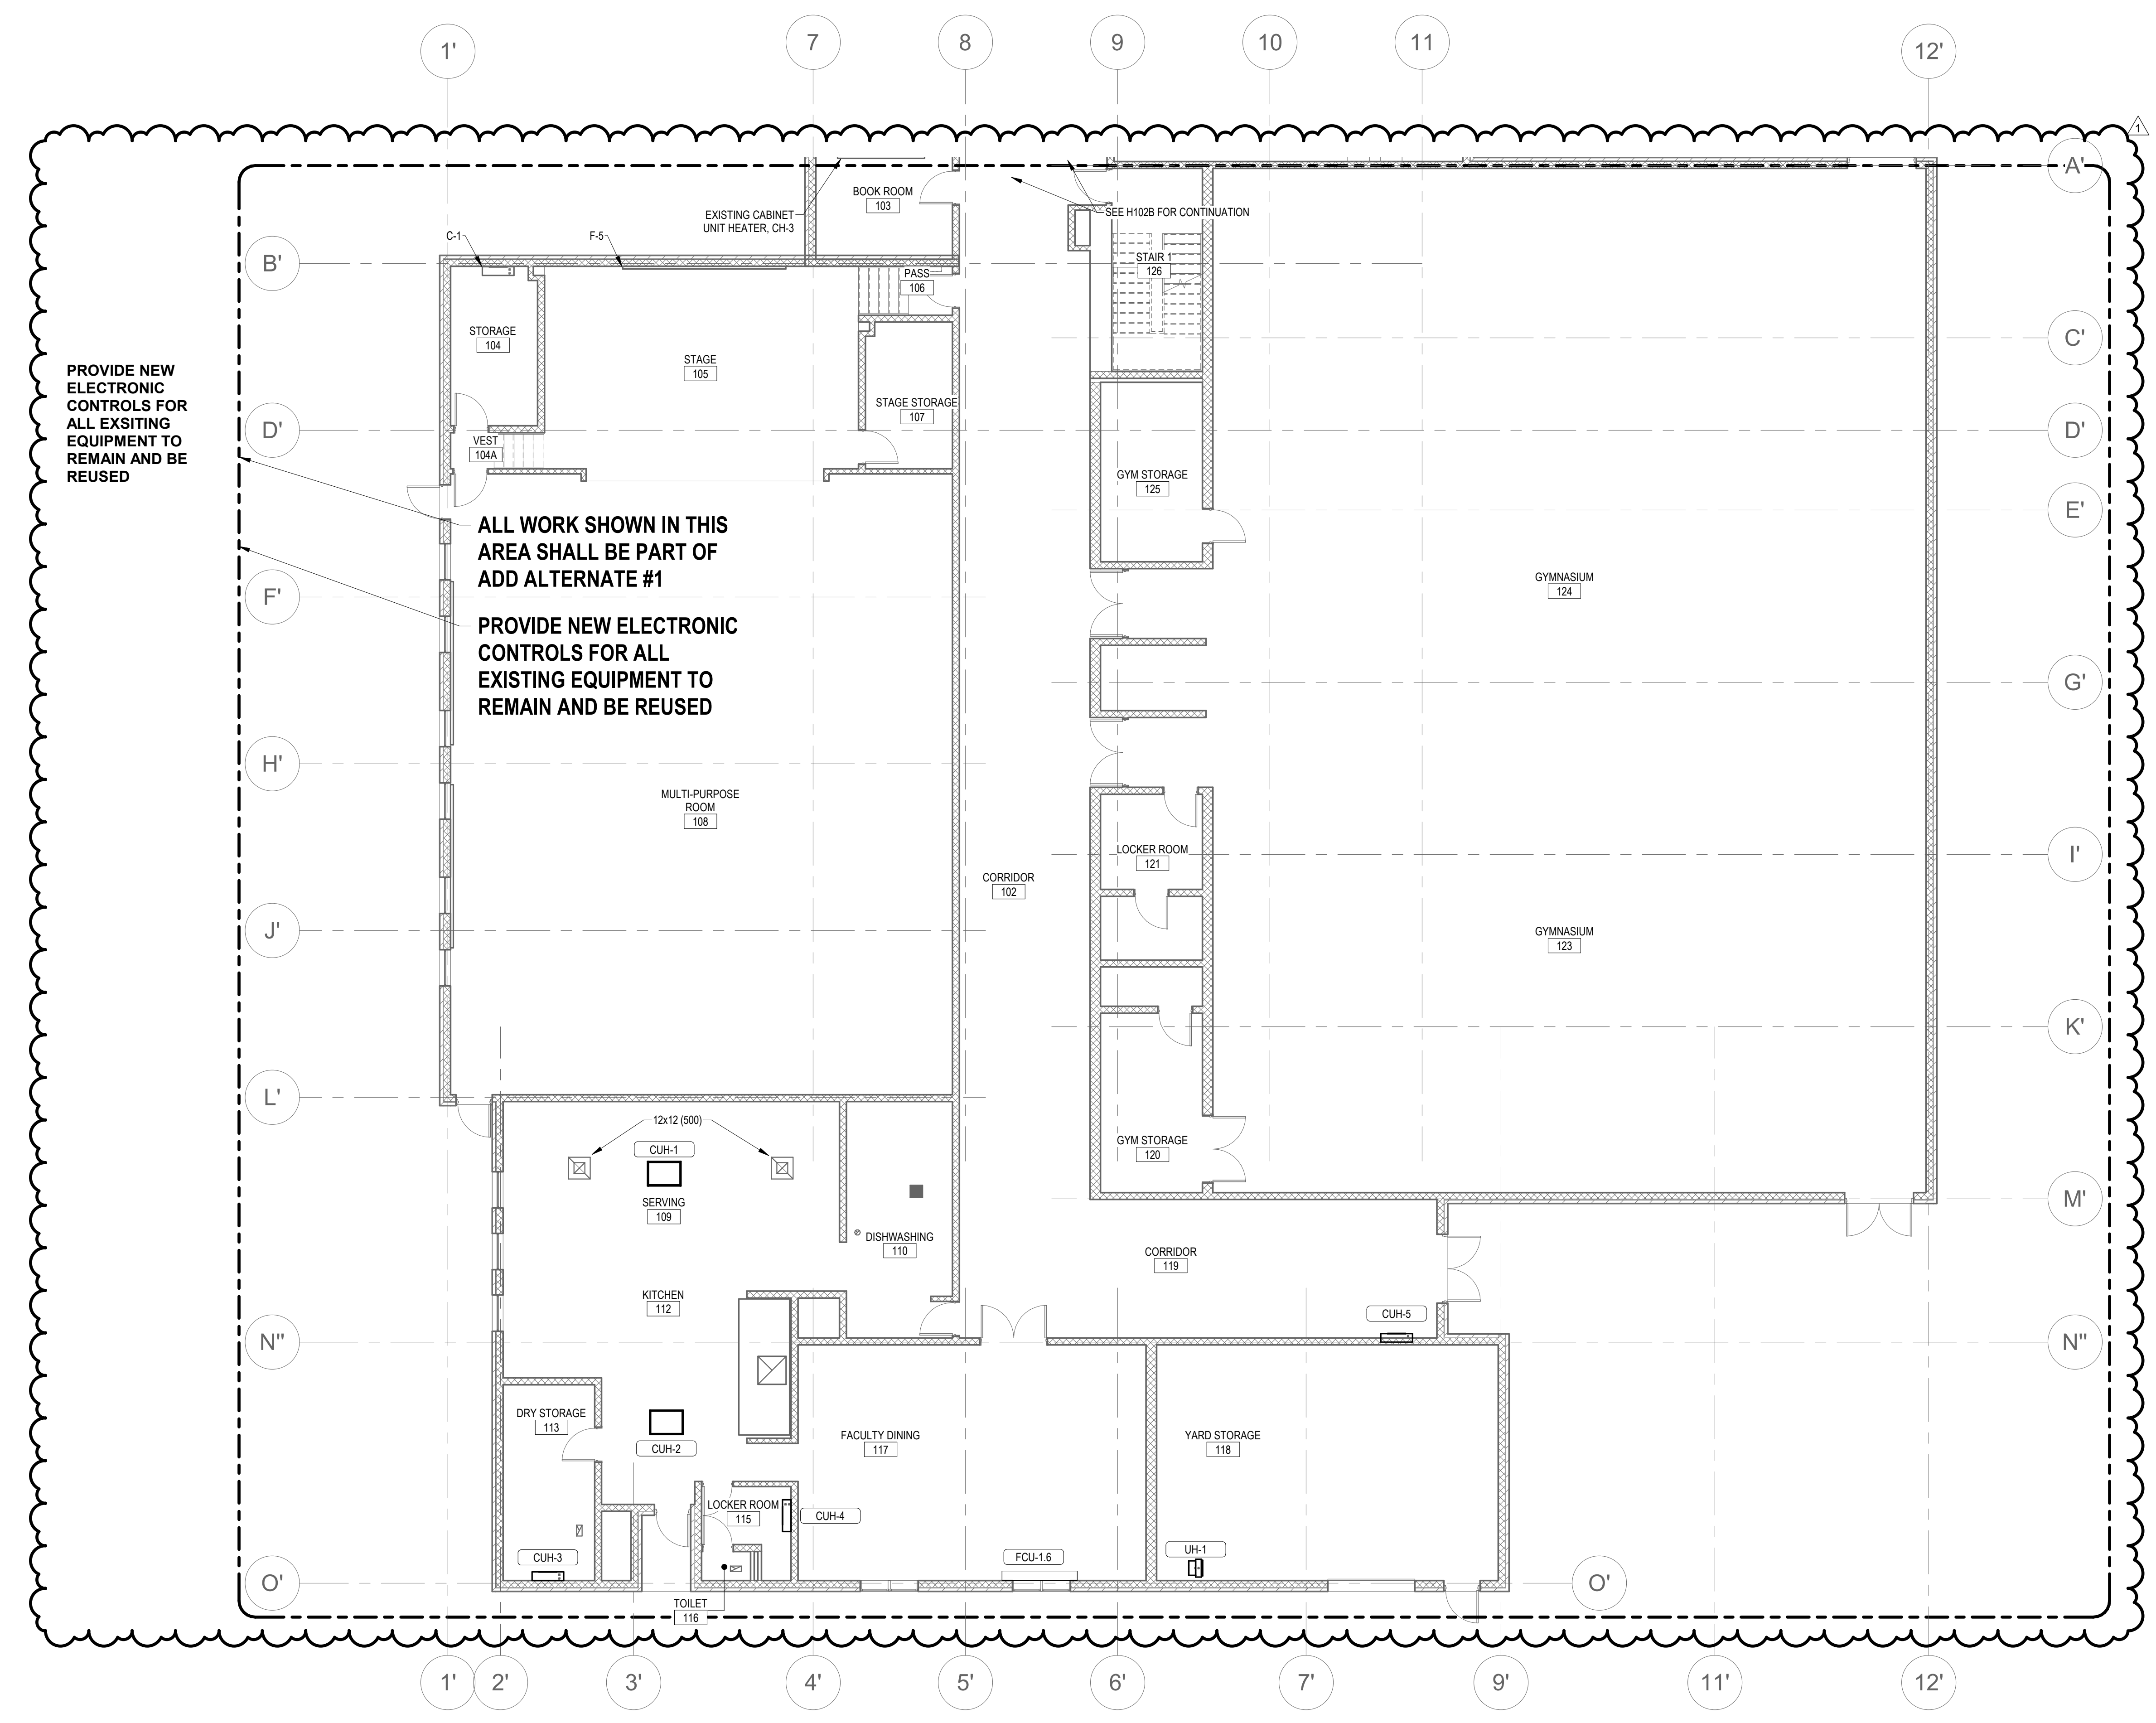 1'
7
8
9
10
11
12'
1
A'
BOOK ROOM
103
EXISTING CABINET
UNIT HEATER, CH-3
SEE H102B FOR CONTINUATION
C-1
F-5
B'
STAIR 1
126
PASS
106
STORAGE
104
C'
STAGE
105
PROVIDE NEW
ELECTRONIC
CONTROLS FOR
ALL EXSITING
EQUIPMENT TO
REMAIN AND BE
REUSED
STAGE STORAGE
107
D'
D'
VEST
104A
GYM STORAGE
125
E'
ALL WORK SHOWN IN THIS
AREA SHALL BE PART OF
ADD ALTERNATE #1
GYMNASIUM
124
F'
PROVIDE NEW ELECTRONIC
CONTROLS FOR ALL
EXISTING EQUIPMENT TO
REMAIN AND BE REUSED
G'
H'
MULTI-PURPOSE
ROOM
108
LOCKER ROOM
121
I'
CORRIDOR
102
J'
GYMNASIUM
123
K'
L'
12x12 (500)
CUH-1
GYM STORAGE
120
SERVING
109
M'
DISHWASHING
110
CORRIDOR
119
KITCHEN
112
CUH-5
N"
N"
DRY STORAGE
113
CUH-2
FACULTY DINING
117
YARD STORAGE
118
LOCKER ROOM
115
CUH-4
CUH-3
FCU-1.6
UH-1
O'
O'
TOILET
116
1'
2'
3'
4'
5'
6'
7'
9'
11'
12'